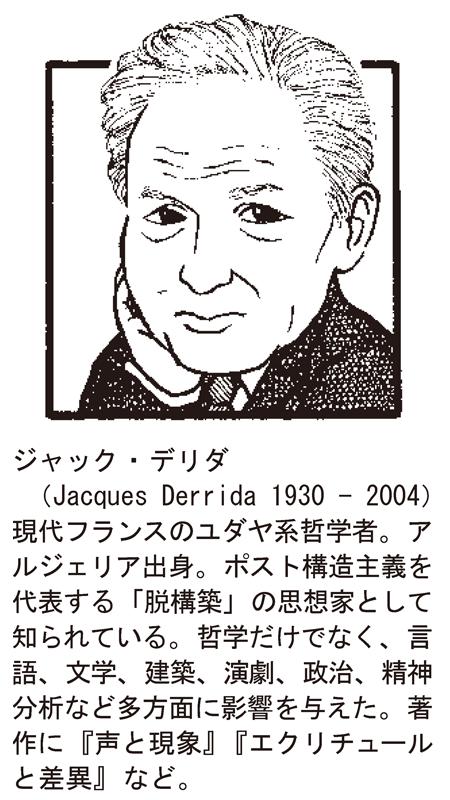 ジャック・デリダ
（Jacques Derrida 1930 − 2004）
現代フランスのユダヤ系哲学者。ア
ルジェリア出身。ポスト構造主義を
代表する「脱構築」の思想家として
知られている。哲学だけでなく、言
語、文学、建築、演劇、政治、精神
分析など多方面に影響を与えた。著
作に『声と現象』『エクリチュール
と差異』など。